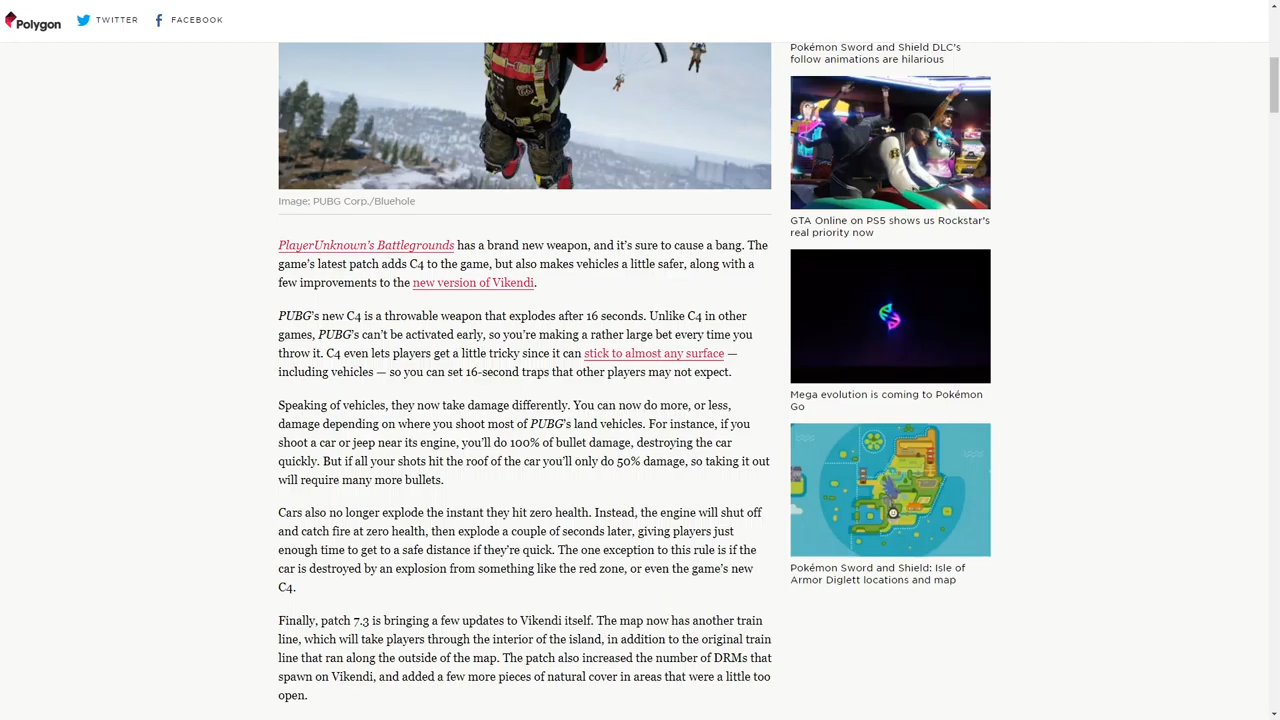 Polygon
TWITTER
FACEBOOK
Pokémon Sword and Shield DLC's
follow animations are hilarious
GTA Online on PS5 shows us Rockstar's
real priority now
Mega evolution is coming to Pokémon
Go
Pokémon Sword and Shield: Isle of
Armor Diglett locations and map
Image: PUBG Corp./Bluehole
PlayerUnknown's Battlegrounds has a brand new weapon, and it's sure to cause a bang. The
game's latest patch adds C4 to the game, but also makes vehicles a little safer, along with a
few improvements to the new version of Vikendi.
PUBG's new C4 is a throwable weapon that explodes after 16 seconds. Unlike C4 in other
games, PUBG's can't be activated early, so you're making a rather large bet every time you
throw it. C4 even lets players get a little tricky since it can stick to almost any surface —
including vehicles — so you can set 16-second traps that other players may not expect.
Speaking of vehicles, they now take damage differently. You can now do more, or less,
damage depending on where you shoot most of PUBG's land vehicles. For instance, if you
shoot a car or jeep near its engine, you'll do 100% of bullet damage, destroying the car
quickly. But if all your shots hit the roof of the car you'll only do 50% damage, so taking it out
will require many more bullets.
Cars also no longer explode the instant they hit zero health. Instead, the engine will shut off
and catch fire at zero health, then explode a couple of seconds later, giving players just
enough time to get to a safe distance if they're quick. The one exception to this rule is if the
car is destroyed by an explosion from something like the red zone, or even the game's new
C4.
Finally, patch 7.3 is bringing a few updates to Vikendi itself. The map now has another train
line, which will take players through the interior of the island, in addition to the original train
line that ran along the outside of the map. The patch also increased the number of DRMs that
spawn on Vikendi, and added a few more pieces of natural cover in areas that were a little too
open.